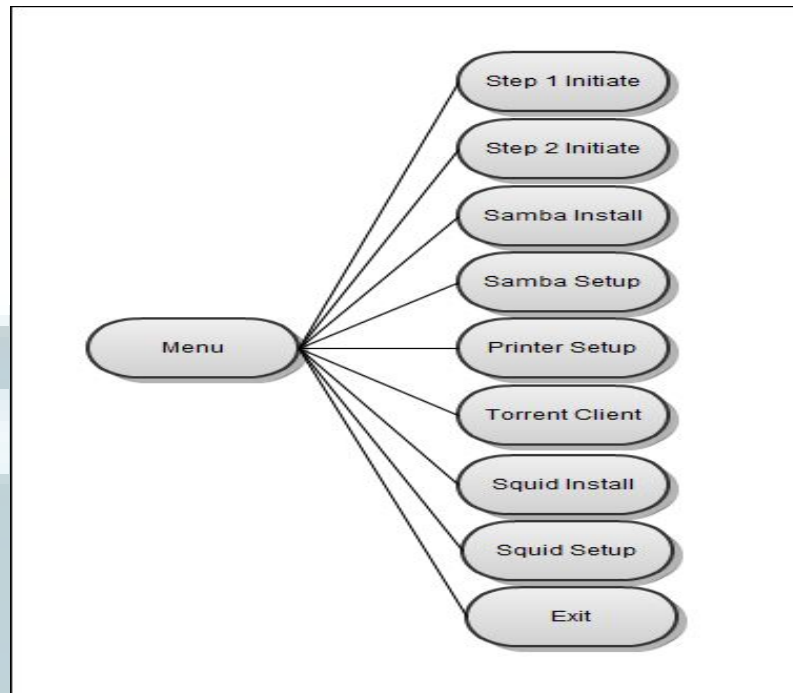 Step 1 Initiate
Step 2 Initiate
Samba Install
Samba Setup
Menu
Printer Setup
Torrent Client
Squid Install
Squid Setup
Exit